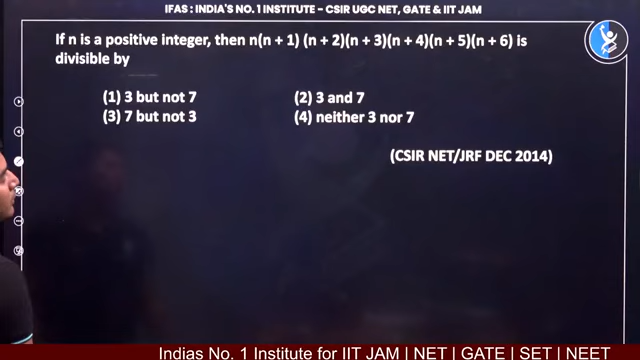 IFAS : INDIA'S NO. 1 INSTITUTE – CSIR UGC NET, GATE & IIT JAM
If n is a positive integer, then n(n + 1) (n + 2)(n + 3)(n + 4)(n + 5)(n + 6) is
divisible by
(1) 3 but not 7 (2) 3 and 7
(3) 7 but not 3 (4) neither 3 nor 7
(CSIR NET/JRF DEC 2014)
Indias No. 1 Institute for IIT JAM | NET | GATE | SET | NEET